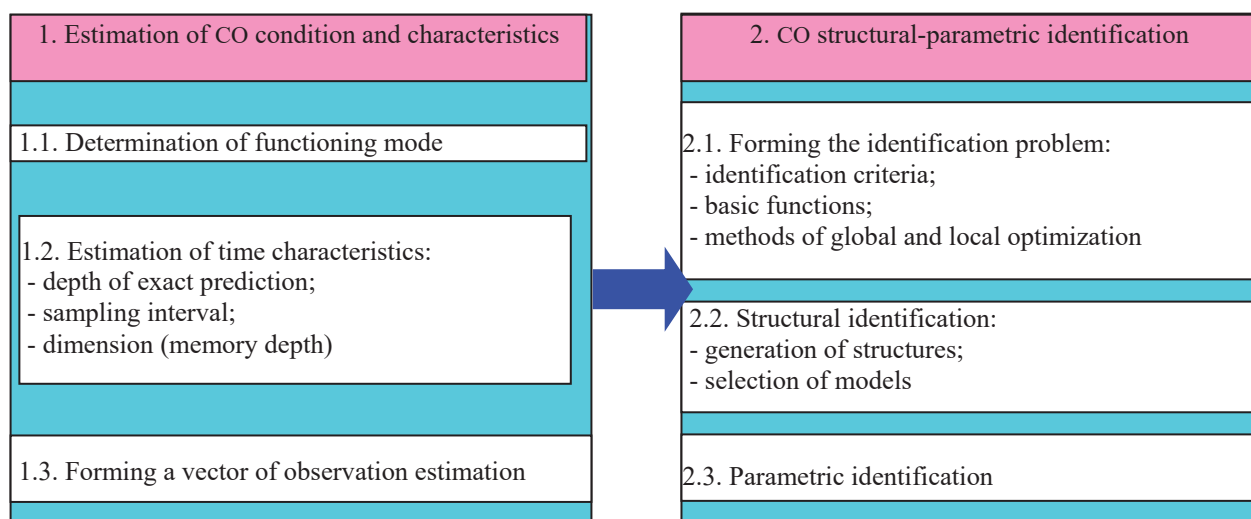 1. Estimation of CO condition and characteristics
1.1. Determination of functioning mode
1.2. Estimation of time characteristics:
- depth of exact prediction;
- sampling interval;
- dimension (memory depth)
1.3. Forming a vector of observation estimation
2. CO structural-parametric identification
2.1. Forming the identification problem:
- identification criteria;
- basic functions;
- methods of global and local optimization
2.2. Structural identification:
- generation of structures;
- selection of models
2.3. Parametric identification